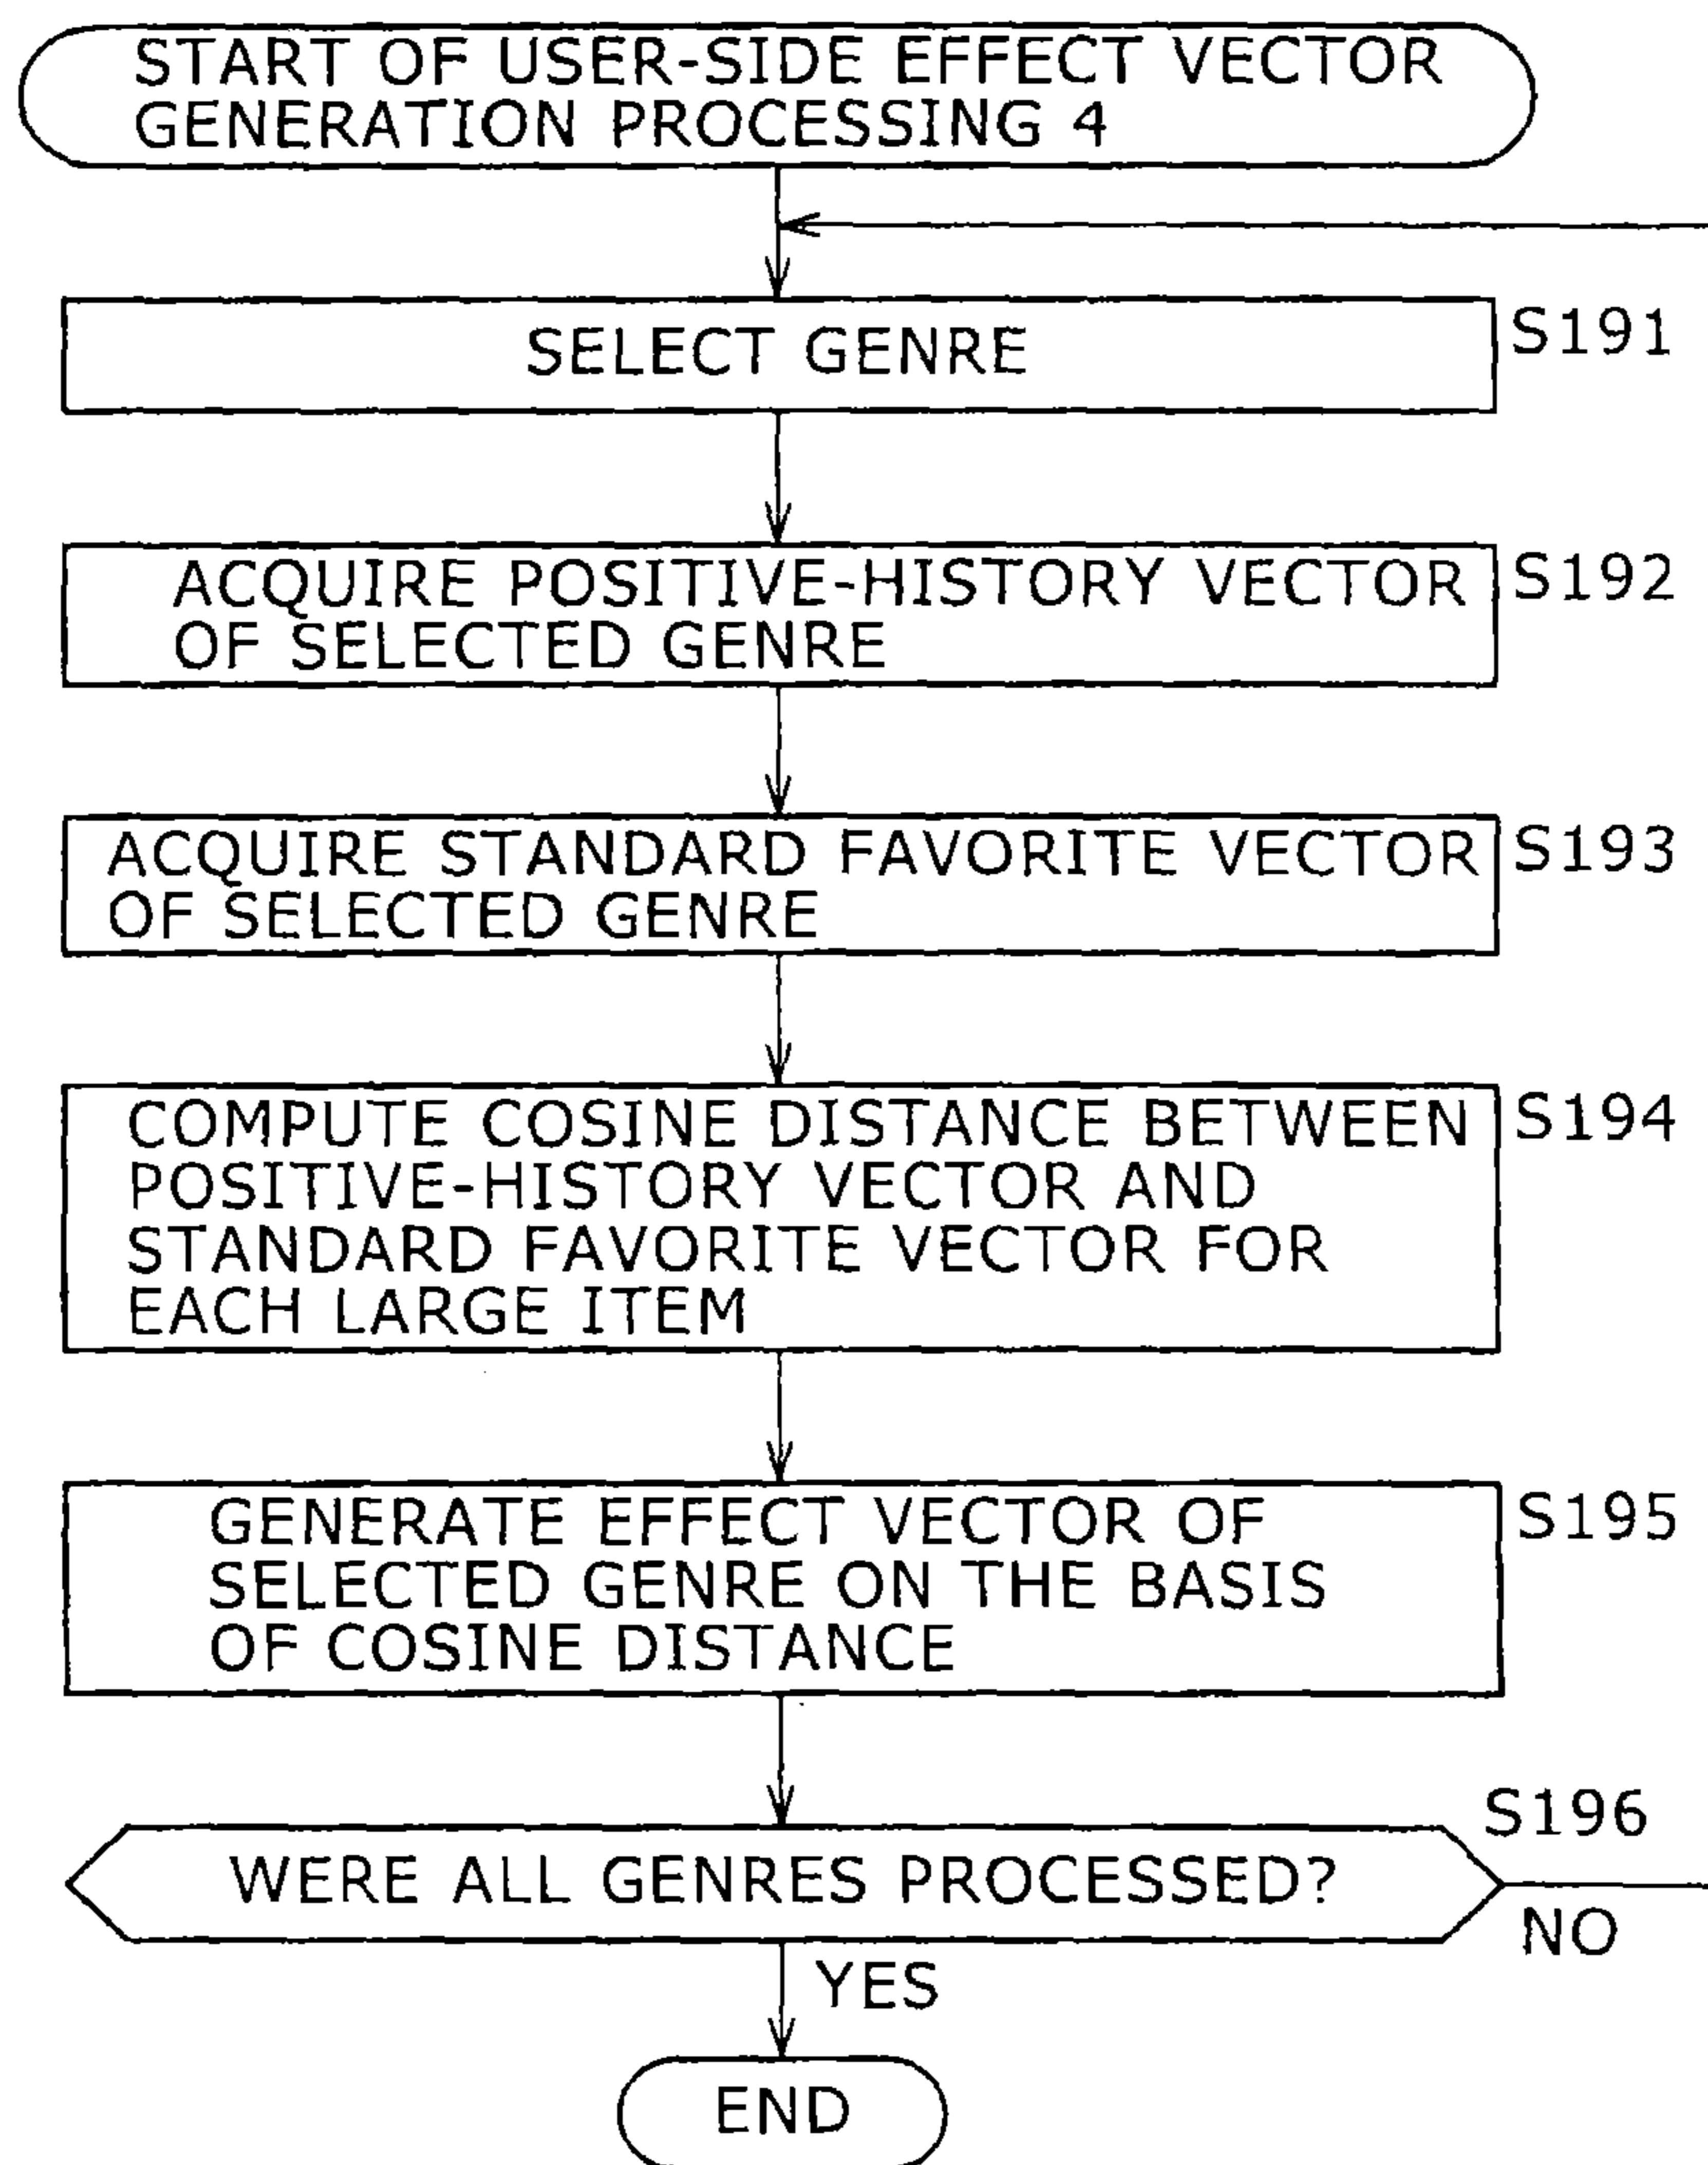 START OF USER-SIDE EFFECT VECTOR
GENERATION PROCESSING 4
SELECT GENRE
S191
ACQUIRE POSITIVE-HISTORY VECTOR
OF SELECTED GENRE
S192
ACQUIRE STANDARD FAVORITE VECTOR
OF SELECTED GENRE
S193
COMPUTE COSINE DISTANCE BETWEEN
POSITIVE-HISTORY VECTOR AND
STANDARD FAVORITE VECTOR FOR
EACH LARGE ITEM
S194
GENERATE EFFECT VECTOR OF
SELECTED GENRE ON THE BASIS
OF COSINE DISTANCE
S195
S196
WERE ALL GENRES PROCESSED?
NO
YES
END